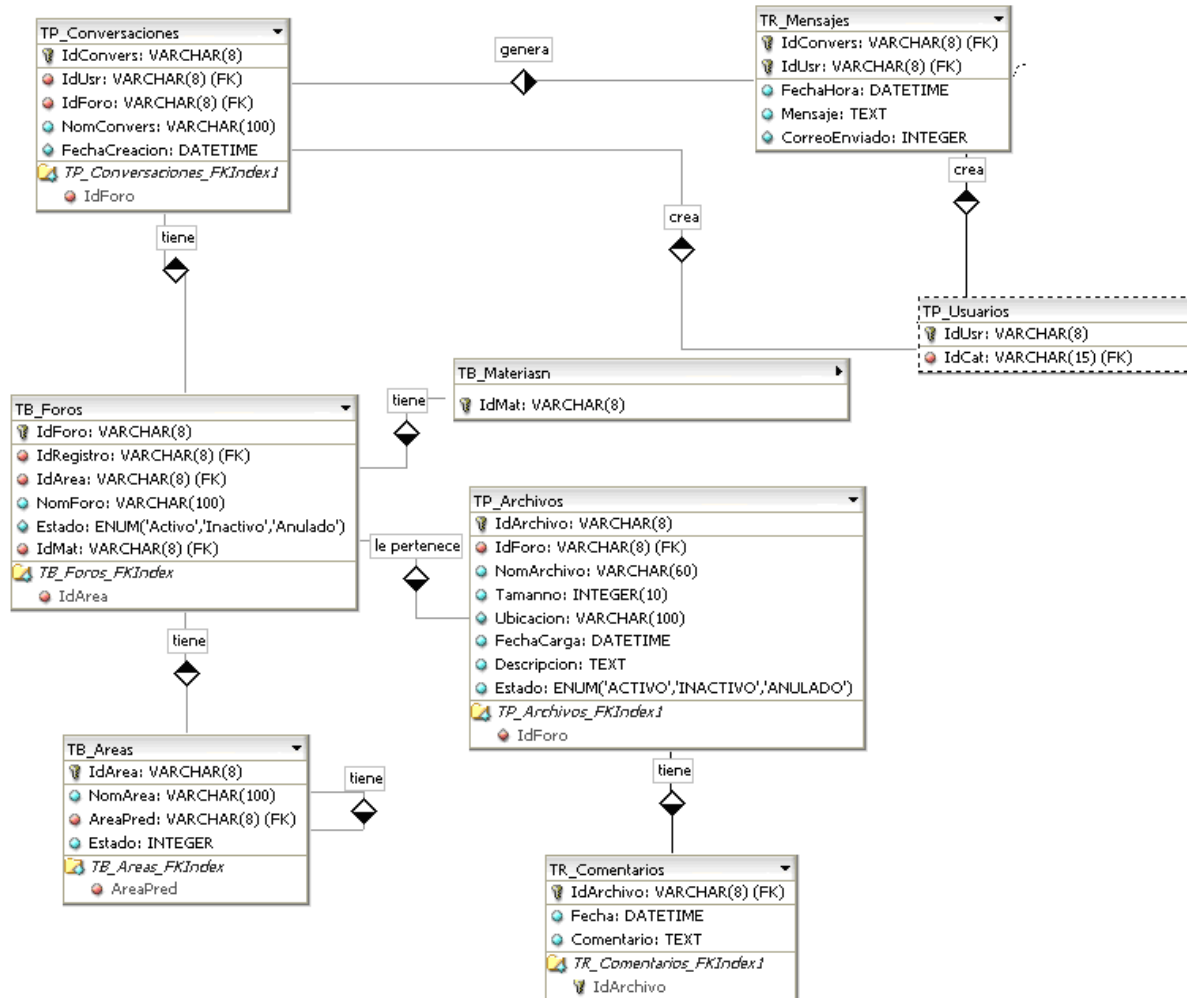 TP_Conversaciones
IdConvers: VARCHAR(8)
IdUsr: VARCHAR(8) (FK)
IdForo: VARCHAR(8) (FK)
NomConvers: VARCHAR(100)
FechaCreacion: DATETIME
TP_Conversaciones_FKIndex1
IdForo
genera
TR_Mensajes
IdConvers: VARCHAR(8) (FK)
IdUsr: VARCHAR(8) (FK)
FechaHora: DATETIME
Mensaje: TEXT
CorreoEnviado: INTEGER
crea
crea
tiene
TP_Usuarios
IdUsr: VARCHAR(8)
IdCat: VARCHAR(15) (FK)
TB_Materiasn
IdMat: VARCHAR(8)
tiene
TB_Foros
IdForo: VARCHAR(8)
IdRegistro: VARCHAR(8) (FK)
IdArea: VARCHAR(8) (FK)
NomForo: VARCHAR(100)
Estado: ENUM('Activo','Inactivo','Anulado')
IdMat: VARCHAR(8) (FK)
TB_Foros_FKIndex
IdArea
le pertenece
TP_Archivos
IdArchivo: VARCHAR(8)
IdForo: VARCHAR(8) (FK)
NomArchivo: VARCHAR(60)
Tamanno: INTEGER(10)
Ubicacion: VARCHAR(100)
FechaCarga: DATETIME
Descripcion: TEXT
Estado: ENUM('ACTIVO','INACTIVO','ANULADO')
TP_Archivos_FKIndex1
IdForo
tiene
TB_Areas
IdArea: VARCHAR(8)
NomArea: VARCHAR(100)
AreaPred: VARCHAR(8) (FK)
Estado: INTEGER
TB_Areas_FKIndex
AreaPred
tiene
tiene
TR_Comentarios
IdArchivo: VARCHAR(8) (FK)
Fecha: DATETIME
Comentario: TEXT
TR_Comentarios_FKIndex1
IdArchivo